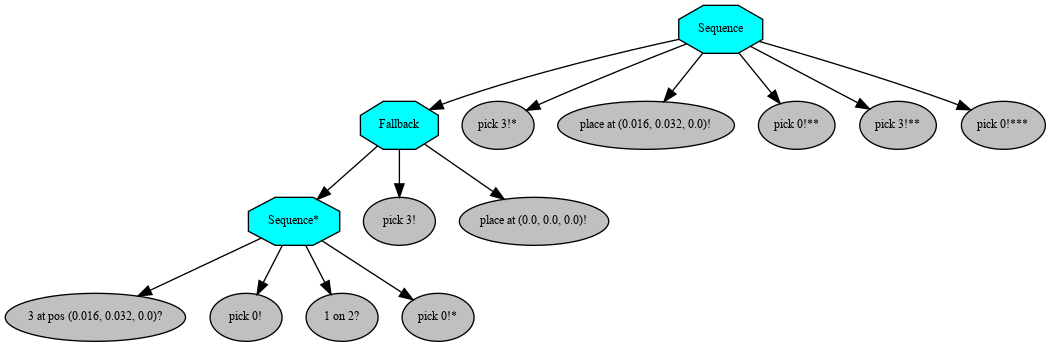 Sequence
Fallback
pick 3!*
place at (0.016, 0.032, 0.0)!
pick 0!**
pick 3!**
pick 0!***
Sequence*
pick 3!
place at (0.0, 0.0, 0.0)!
3 at pos (0.016, 0.032, 0.0)?
pick 0!
1 on 2?
pick 0!*